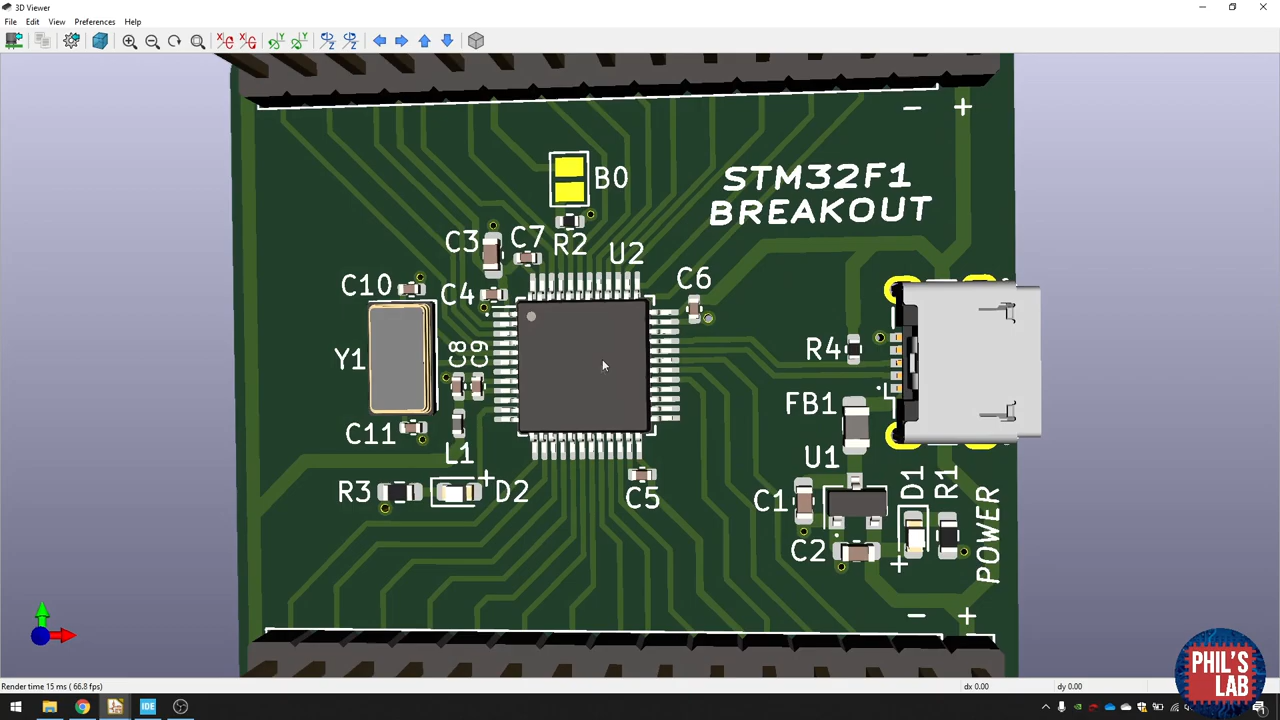 3D Viewer
File Edit View Preferences Help
− +
B0
STM32F1
BREAKOUT
R2
C3 C7 U2
C10 C4 C6
Y1 C8 C9 R4
FB1
C11 L1 U1
R3 + D2 C5 C1 D1 R1 POWER
C2 +
− +
PHIL'S
LAB
Render time 15 ms ( 66.8 fps) dx 0.00 dy 0.00
IDE